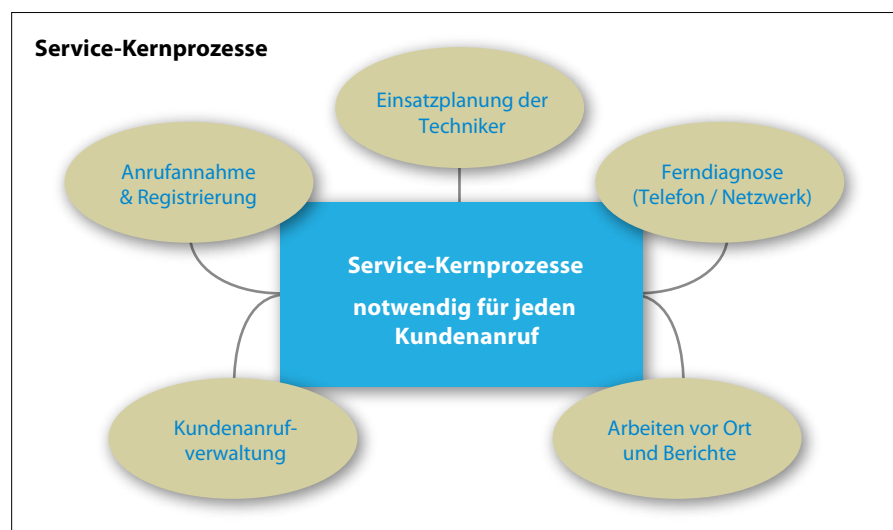 Service-Kernprozesse
Einsatzplanung der
Techniker
Anrufannahme
& Registrierung
Ferndiagnose
(Telefon / Netzwerk)
Service-Kernprozesse
notwendig für jeden
Kundenanruf
Kundenanruf-
verwaltung
Arbeiten vor Ort
und Berichte